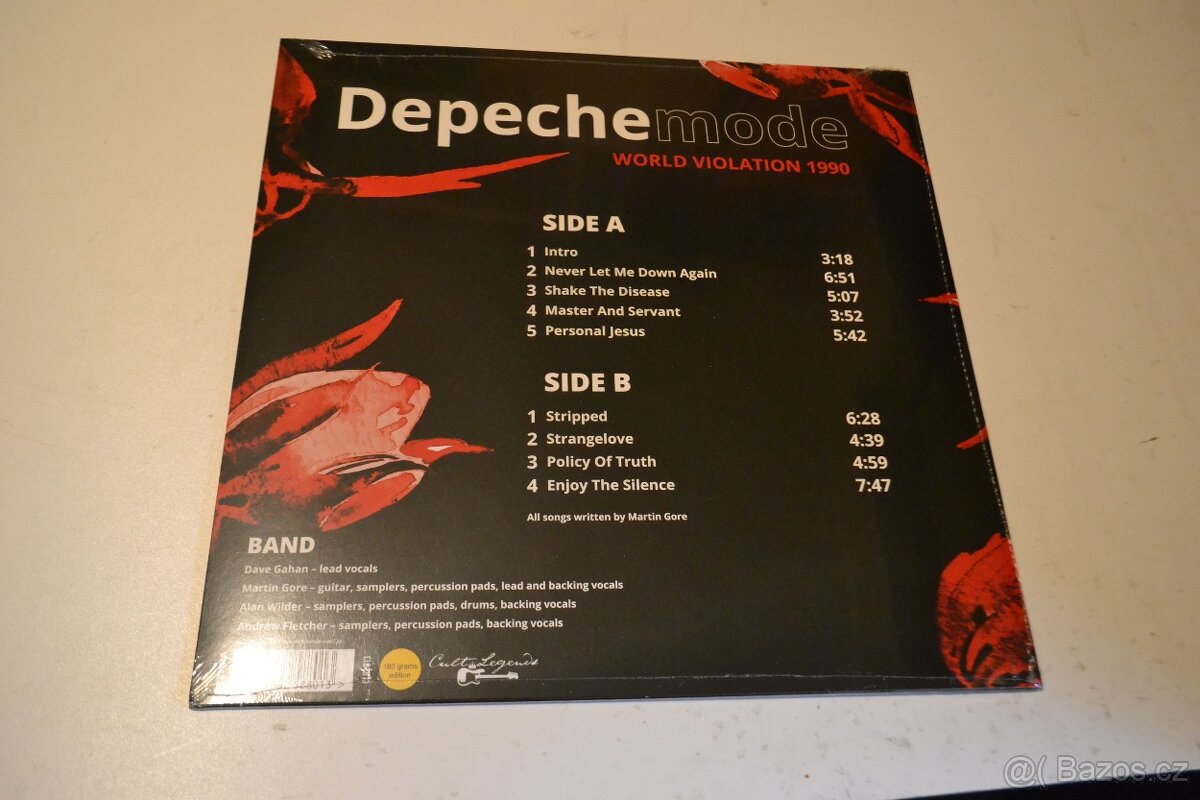 Depechemode
WORLD VIOLATION 1990
SIDE A
1 Intro 3:18
2 Never Let Me Down Again 6:51
3 Shake The Disease 5:07
4 Master And Servant 3:52
5 Personal Jesus 5:42
SIDE B
1 Stripped 6:28
2 Strangelove 4:39
3 Policy Of Truth 4:59
4 Enjoy The Silence 7:47
All songs written by Martin Gore
BAND
Dave Gahan – lead vocals
Martin Gore – guitar, samplers, percussion pads, lead and backing vocals
Alan Wilder – samplers, percussion pads, drums, backing vocals
Andrew Fletcher – samplers, percussion pads, backing vocals
180 grams
edition
Cult Legends
@( Bazos.cz